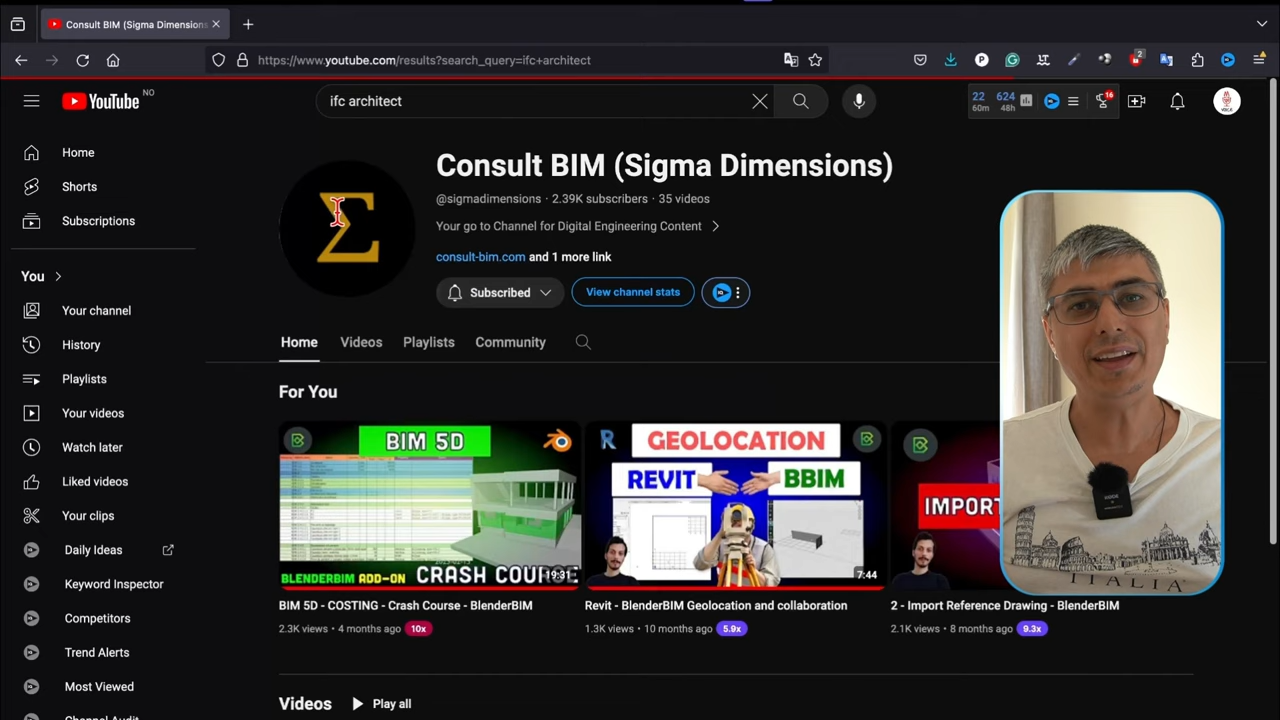 Consult BIM (Sigma Dimensions
https://www.youtube.com/results?search_query=ifc+architect
2
YouTube NO
ifc architect
22 60m 624 48h
16
VDCA
Home
Shorts
Subscriptions
You
Your channel
History
Playlists
Your videos
Watch later
Liked videos
Your clips
Daily Ideas
Keyword Inspector
Competitors
Trend Alerts
Most Viewed
Channel Audit
Σ
Consult BIM (Sigma Dimensions)
@sigmadimensions · 2.39K subscribers · 35 videos
Your go to Channel for Digital Engineering Content
consult-bim.com and 1 more link
Subscribed
View channel stats
Home Videos Playlists Community
For You
BIM 5D
BLENDERBIM ADD-ON CRASH COURSE
19:31
BIM 5D - COSTING - Crash Course - BlenderBIM
2.3K views • 4 months ago 10x
R
GEOLOCATION
REVIT BBIM
7:44
Revit - BlenderBIM Geolocation and collaboration
1.3K views • 10 months ago 5.9x
IMPORT
2 - Import Reference Drawing - BlenderBIM
2.1K views • 8 months ago 9.3x
Videos Play all
ITALIA